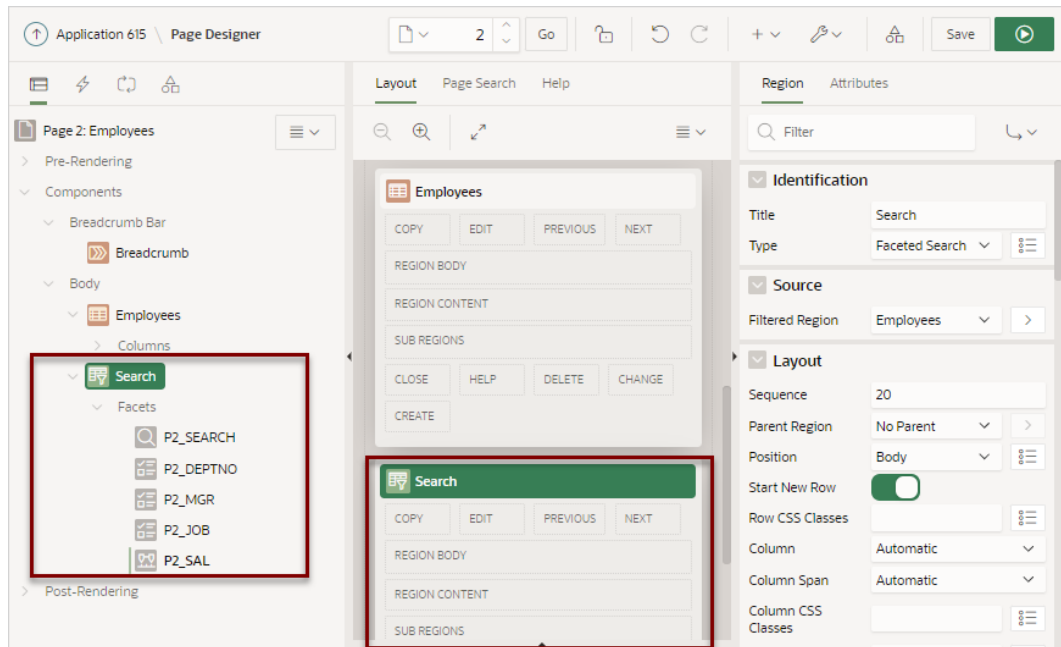 Application 615 \ Page Designer
2
Go
Save
Page 2: Employees
Pre-Rendering
Components
Breadcrumb Bar
Breadcrumb
Body
Employees
Columns
Search
Facets
P2_SEARCH
P2_DEPTNO
P2_MGR
P2_JOB
P2_SAL
Post-Rendering
Layout Page Search Help
Employees
COPY EDIT PREVIOUS NEXT
REGION BODY
REGION CONTENT
SUB REGIONS
CLOSE HELP DELETE CHANGE
CREATE
Search
COPY EDIT PREVIOUS NEXT
REGION BODY
REGION CONTENT
SUB REGIONS
Region Attributes
Filter
Identification
Title Search
Type Faceted Search
Source
Filtered Region Employees
Layout
Sequence 20
Parent Region No Parent
Position Body
Start New Row
Row CSS Classes
Column Automatic
Column Span Automatic
Column CSS
Classes